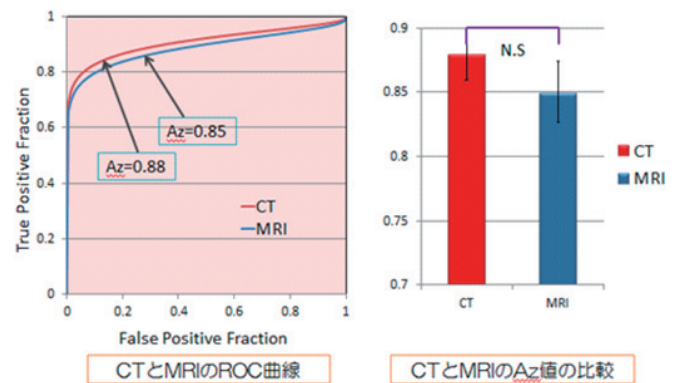 1
0.8
0.6
0.4
0.2
0
True Positive Fraction
Az=0.85
Az=0.88
CT
MRI
0
0.2
0.4
0.6
0.8
1
False Positive Fraction
CTとMRIのROC曲線
0.9
0.85
0.8
0.75
0.7
N.S
CT
MRI
CT
MRI
CTとMRIのAz値の比較